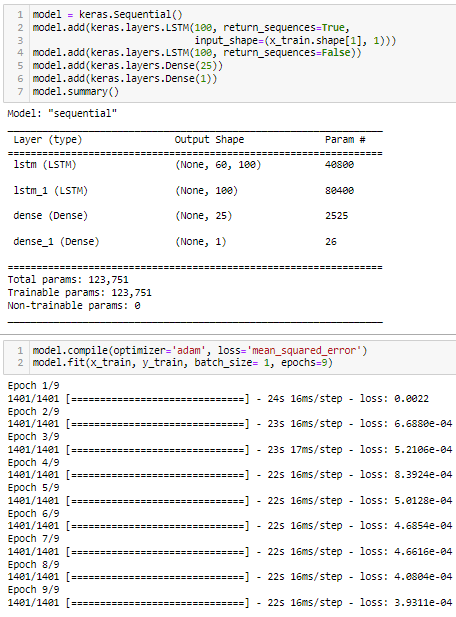 1 model = keras.Sequential()
2 model.add(keras.layers.LSTM(100, return_sequences=True,
3 input_shape=(x_train.shape[1], 1)))
4 model.add(keras.layers.LSTM(100, return_sequences=False))
5 model.add(keras.layers.Dense(25))
6 model.add(keras.layers.Dense(1))
7 model.summary()
Model: "sequential"
_________________________________________________________________
Layer (type) Output Shape Param #
=================================================================
lstm (LSTM) (None, 60, 100) 40800
lstm_1 (LSTM) (None, 100) 80400
dense (Dense) (None, 25) 2525
dense_1 (Dense) (None, 1) 26
=================================================================
Total params: 123,751
Trainable params: 123,751
Non-trainable params: 0
_________________________________________________________________
1 model.compile(optimizer='adam', loss='mean_squared_error')
2 model.fit(x_train, y_train, batch_size= 1, epochs=9)
Epoch 1/9
1401/1401 [==============================] - 24s 16ms/step - loss: 0.0022
Epoch 2/9
1401/1401 [==============================] - 23s 16ms/step - loss: 6.6880e-04
Epoch 3/9
1401/1401 [==============================] - 23s 17ms/step - loss: 5.2106e-04
Epoch 4/9
1401/1401 [==============================] - 22s 16ms/step - loss: 8.3924e-04
Epoch 5/9
1401/1401 [==============================] - 22s 16ms/step - loss: 5.0128e-04
Epoch 6/9
1401/1401 [==============================] - 22s 16ms/step - loss: 4.6854e-04
Epoch 7/9
1401/1401 [==============================] - 22s 16ms/step - loss: 4.6616e-04
Epoch 8/9
1401/1401 [==============================] - 22s 16ms/step - loss: 4.0804e-04
Epoch 9/9
1401/1401 [==============================] - 22s 16ms/step - loss: 3.9311e-04